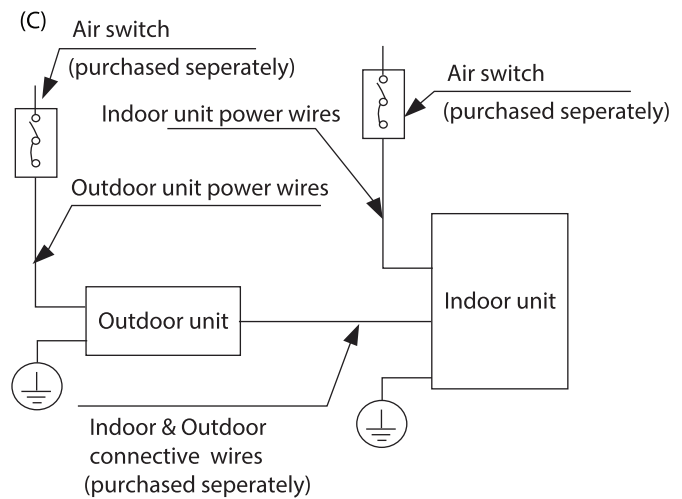 (C)
Air switch
(purchased seperately)
Air switch
(purchased seperately)
Indoor unit power wires
Outdoor unit power wires
Outdoor unit
Indoor unit
Indoor & Outdoor
connective wires
(purchased seperately)